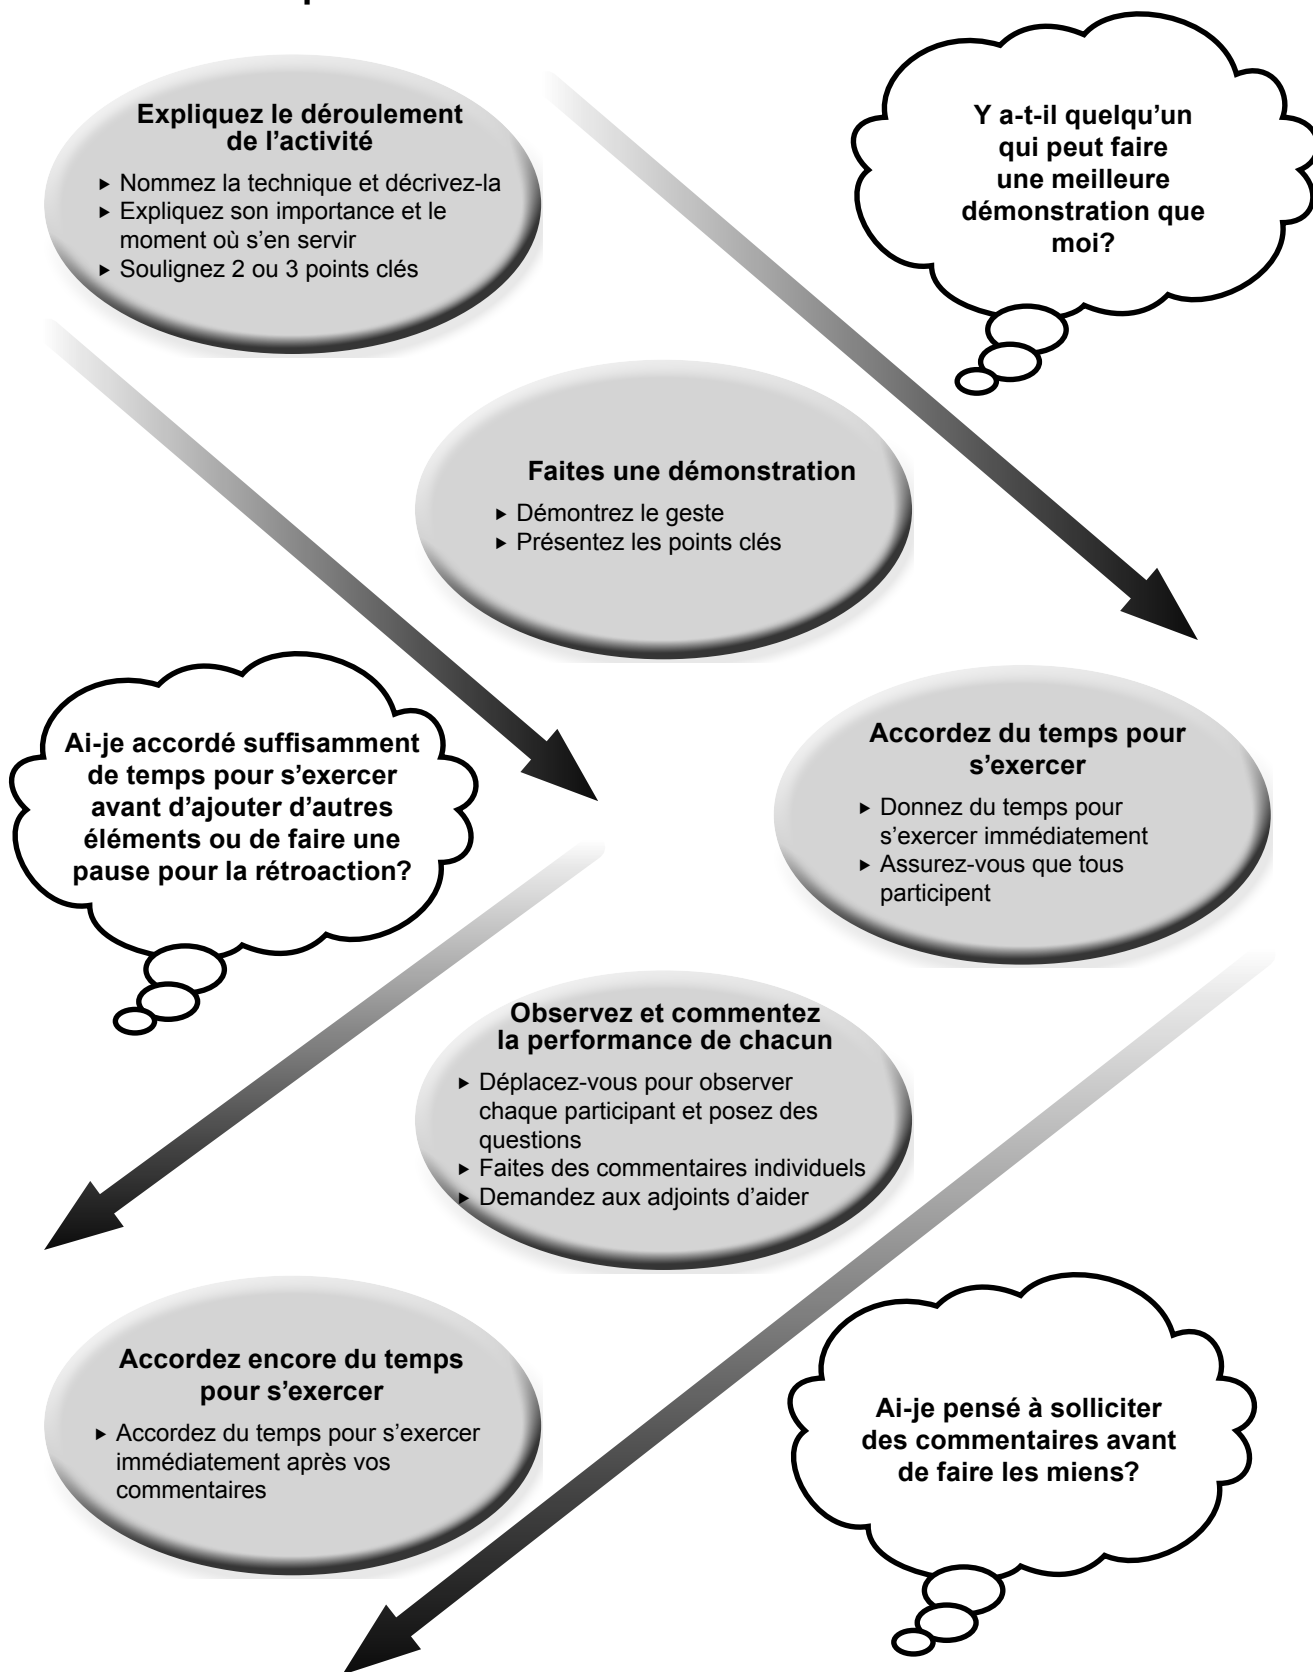 Expliquez le déroulement
de l’activité
▸ Nommez la technique et décrivez-la
▸ Expliquez son importance et le
moment où s’en servir
▸ Soulignez 2 ou 3 points clés
Y a-t-il quelqu’un
qui peut faire
une meilleure
démonstration que
moi?
Faites une démonstration
▸ Démontrez le geste
▸ Présentez les points clés
Ai-je accordé suffisamment
de temps pour s’exercer
avant d’ajouter d’autres
éléments ou de faire une
pause pour la rétroaction?
Accordez du temps pour
s’exercer
▸ Donnez du temps pour
s’exercer immédiatement
▸ Assurez-vous que tous
participent
Observez et commentez
la performance de chacun
▸ Déplacez-vous pour observer
chaque participant et posez des
questions
▸ Faites des commentaires individuels
▸ Demandez aux adjoints d’aider
Accordez encore du temps
pour s’exercer
▸ Accordez du temps pour s’exercer
immédiatement après vos
commentaires
Ai-je pensé à solliciter
des commentaires avant
de faire les miens?